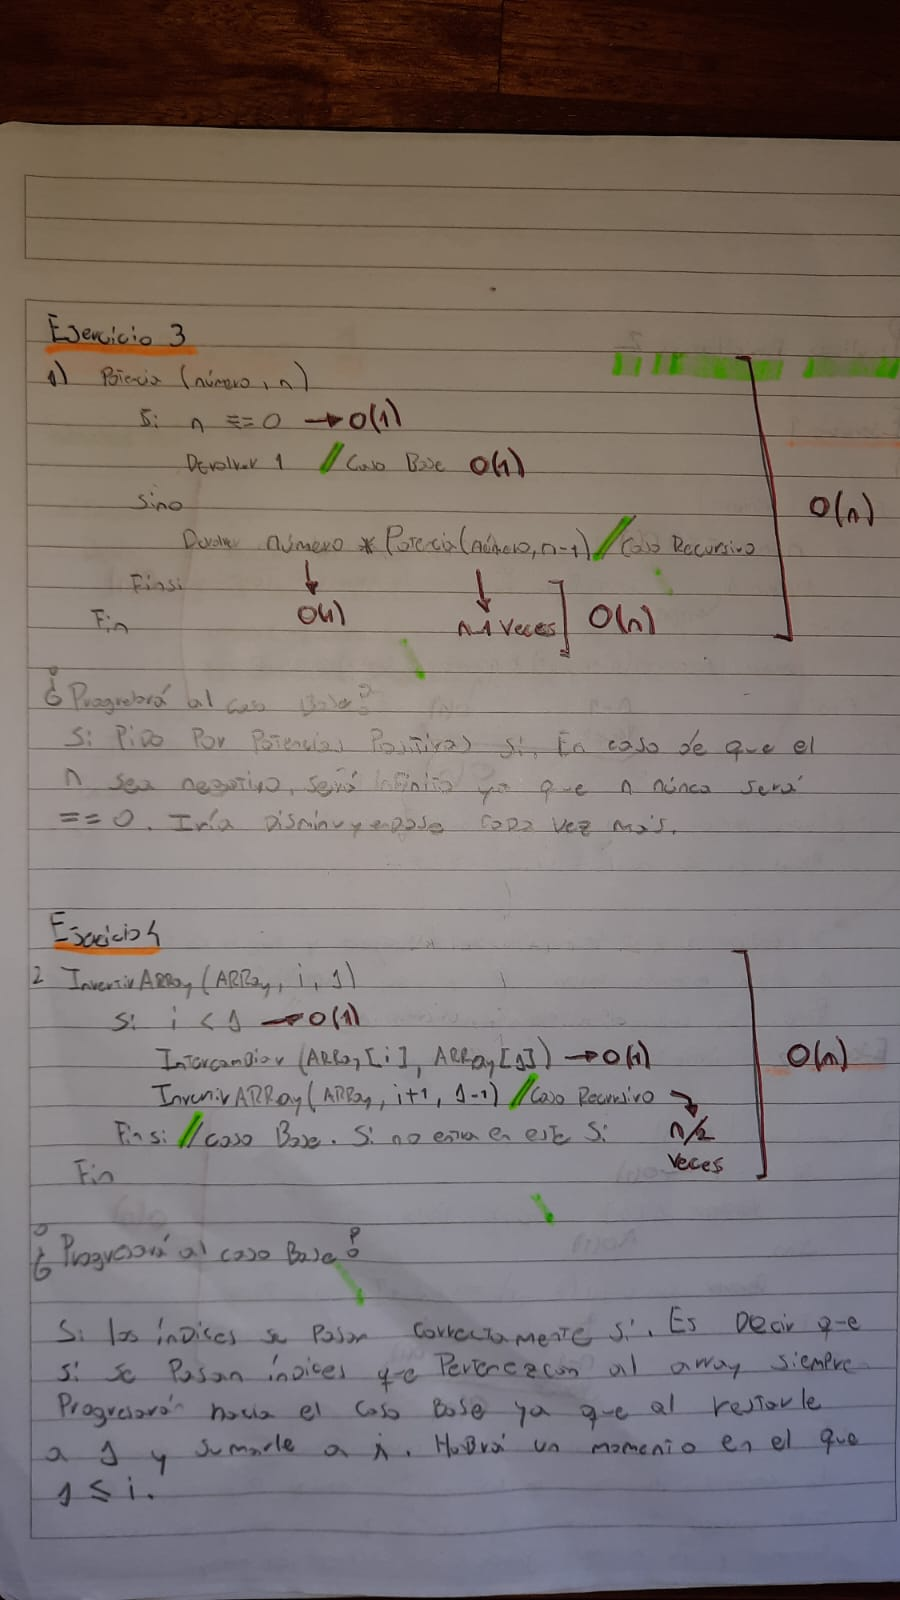 Ejercicio 3
1) Potencia (número, n)
Si n == 0 → O(1)
Devolver 1 // Caso Base O(1)
Sino
Devolver número * Potencia(número, n-1) // Caso Recursivo
Finsi
Fin
O(1)
n-1 veces] O(n)
O(n)
¿Progresará al caso Base?
Si Pido Por Potencias Positivas si. En caso de que el
n sea negativo, será infinito ya que n nunca será
== 0. Iría Disminuyendose cada vez más.
Ejercicio 4
2 InvertirARRay (ARRay, i, J)
Si i < J → O(1)
Intercambiar (ARRay[i], ARRay[J]) → O(1)
InvertirARRay (ARRay, i+1, J-1) // Caso Recursivo
Finsi // caso Base. Si no entra en este Si
n/2
veces
Fin
O(n)
¿Progresará al caso Base?
Si los índices se Pasan correctamente si. Es Decir que
si se Pasan índices que Pertenezcan al array siempre
Progresará hacia el caso Base ya que al restarle
a J y sumarle a i. Habrá un momento en el que
J ≤ i.